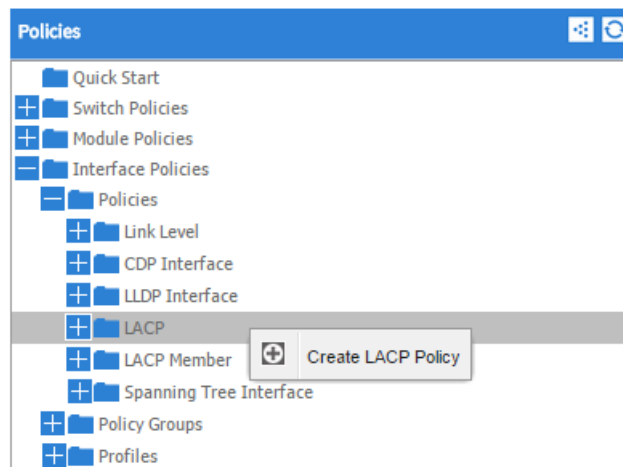 Policies
Quick Start
Switch Policies
Module Policies
Interface Policies
Policies
Link Level
CDP Interface
LLDP Interface
LACP
Create LACP Policy
LACP Member
Spanning Tree Interface
Policy Groups
Profiles